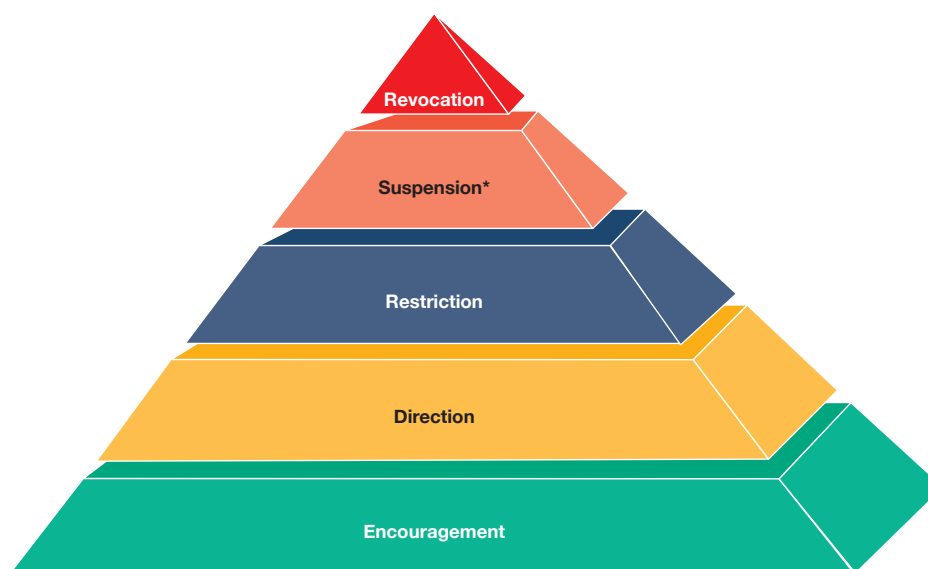 Revocation
Suspension*
Restriction
Direction
Encouragement